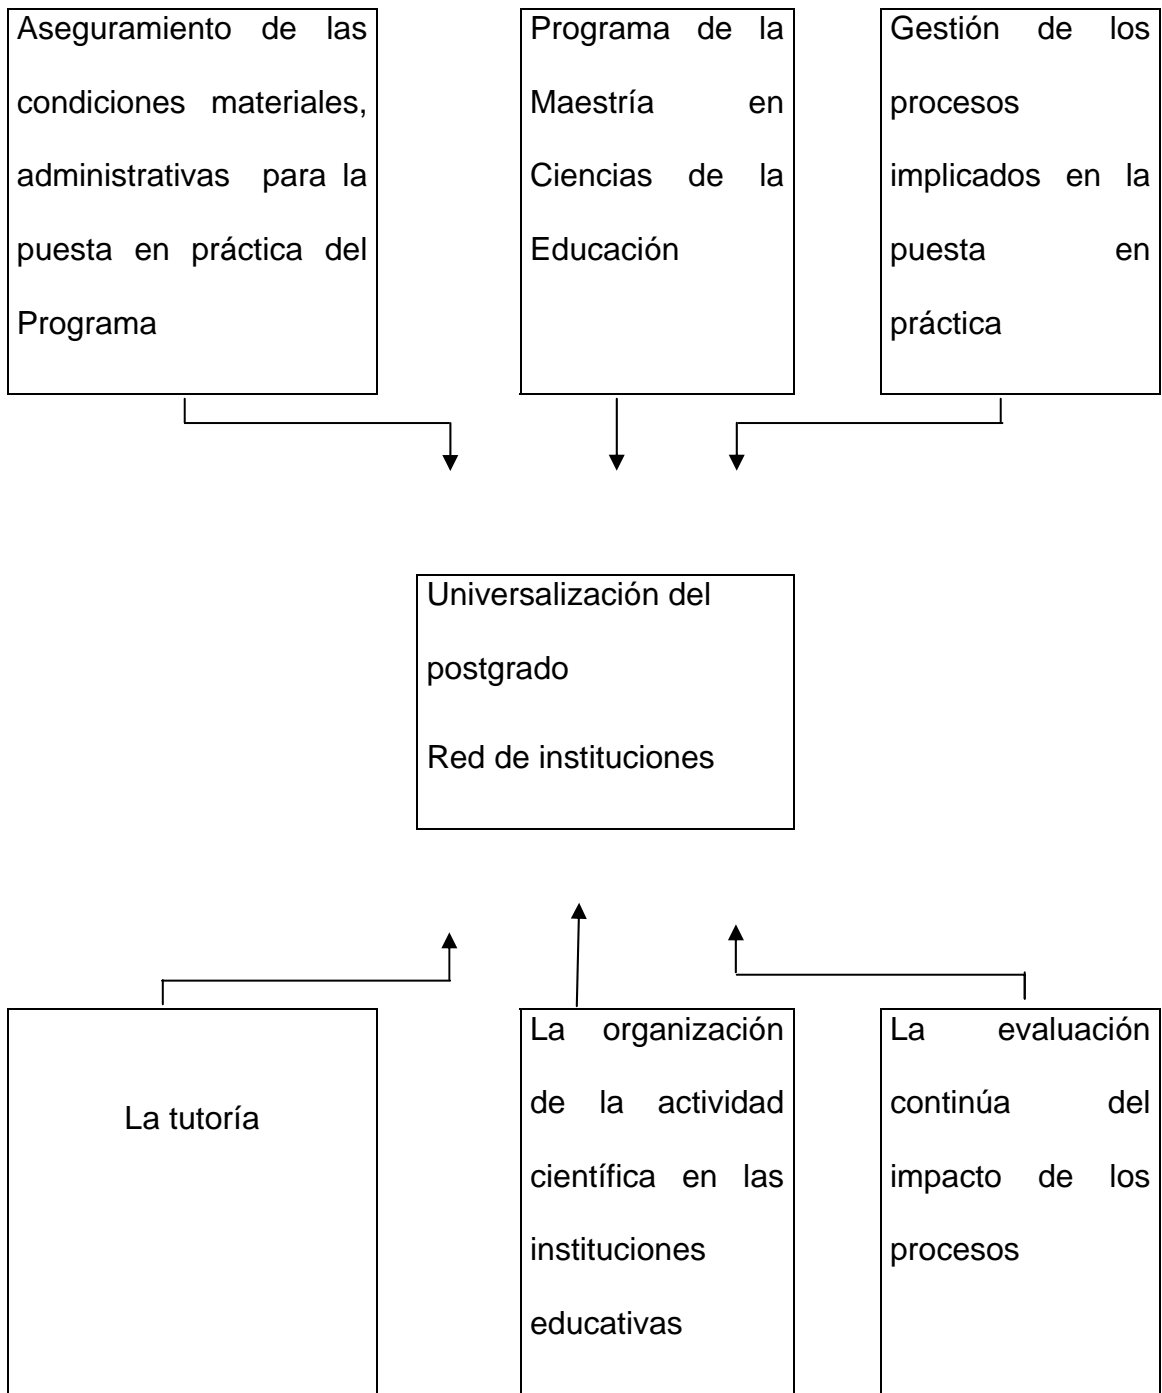 Aseguramiento de las
condiciones materiales,
administrativas para la
puesta en práctica del
Programa
Programa de la
Maestría en
Ciencias de la
Educación
Gestión de los
procesos
implicados en la
puesta en
práctica
Universalización del
postgrado
Red de instituciones
La tutoría
La organización
de la actividad
científica en las
instituciones
educativas
La evaluación
continúa del
impacto de los
procesos